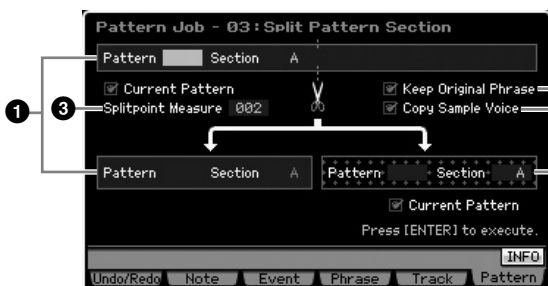 Pattern Job - 03:Split Pattern Section
Pattern Section A
Current Pattern
Keep Original Phrase
1 3 Splitpoint Measure 002
Copy Sample Voice
Pattern Section A Pattern Section A
Current Pattern
Press [ENTER] to execute.
INFO
Undo/Redo Note Event Phrase Track Pattern